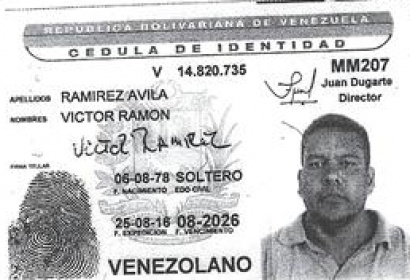 REPÚBLICA BOLIVARIANA DE VENEZUELA
CEDULA DE IDENTIDAD
V 14.820.735
MM207
Juan Dugarte
Director
APELLIDOS RAMIREZ AVILA
NOMBRES VICTOR RAMON
Victor Ramirez
FIRMA TITULAR
06-08-78 SOLTERO
F. NACIMIENTO EDO CIVIL
25-08-16 08-2026
F. EXPEDICION F. VENCIMIENTO
VENEZOLANO